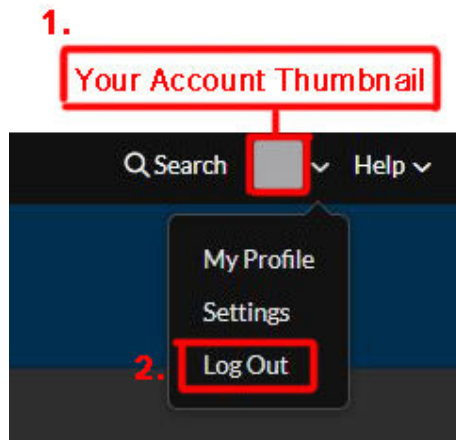 1.
Your Account Thumbnail
Search Help
My Profile
Settings
2. Log Out